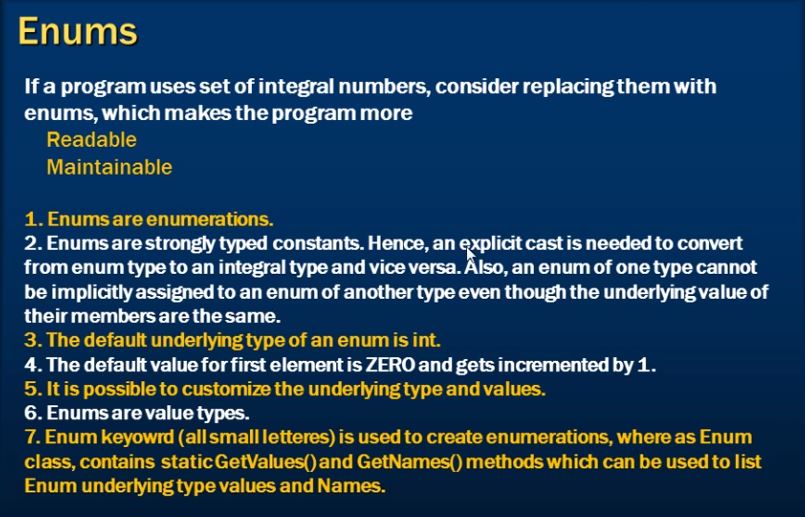 Enums
If a program uses set of integral numbers, consider replacing them with
enums, which makes the program more
Readable
Maintainable
1. Enums are enumerations.
2. Enums are strongly typed constants. Hence, an explicit cast is needed to convert
from enum type to an integral type and vice versa. Also, an enum of one type cannot
be implicitly assigned to an enum of another type even though the underlying value of
their members are the same.
3. The default underlying type of an enum is int.
4. The default value for first element is ZERO and gets incremented by 1.
5. It is possible to customize the underlying type and values.
6. Enums are value types.
7. Enum keyowrd (all small letteres) is used to create enumerations, where as Enum
class, contains static GetValues() and GetNames() methods which can be used to list
Enum underlying type values and Names.